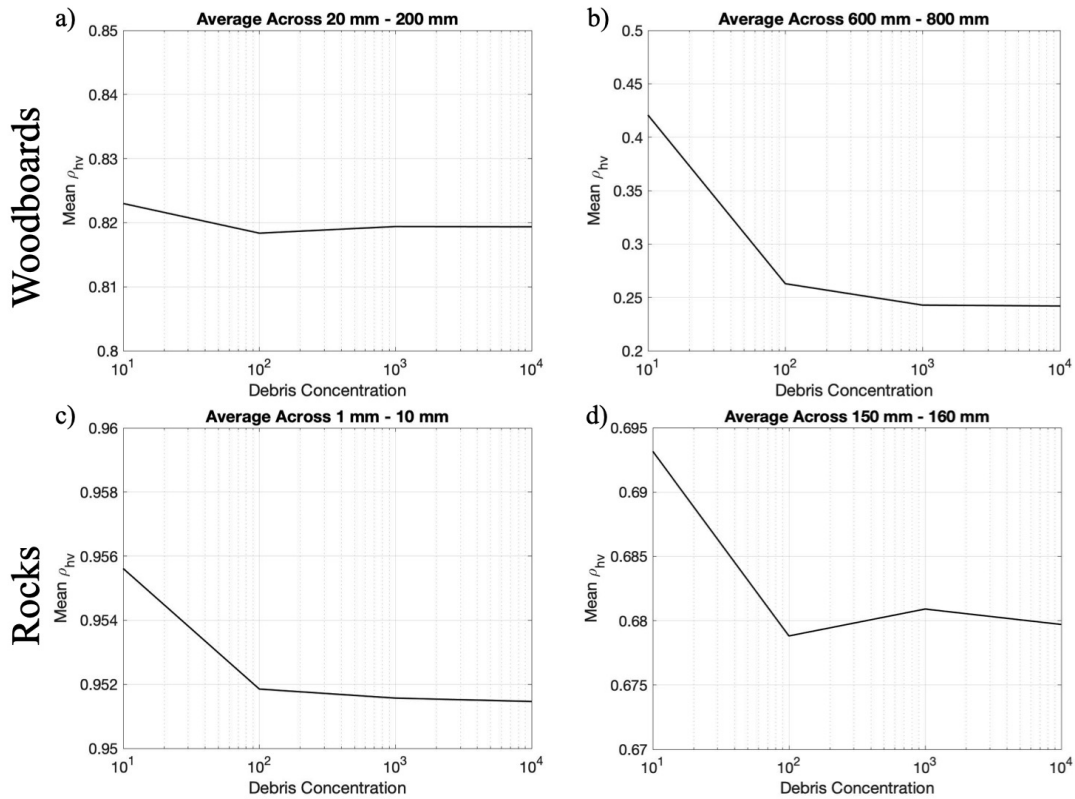 Woodboards
a)
Average Across 20 mm - 200 mm
Mean ρhv
0.85
0.84
0.83
0.82
0.81
0.8
10¹
10²
10³
10⁴
Debris Concentration
b)
Average Across 600 mm - 800 mm
Mean ρhv
0.5
0.45
0.4
0.35
0.3
0.25
0.2
10¹
10²
10³
10⁴
Debris Concentration
Rocks
c)
Average Across 1 mm - 10 mm
Mean ρhv
0.96
0.958
0.956
0.954
0.952
0.95
10¹
10²
10³
10⁴
Debris Concentration
d)
Average Across 150 mm - 160 mm
Mean ρhv
0.695
0.69
0.685
0.68
0.675
0.67
10¹
10²
10³
10⁴
Debris Concentration